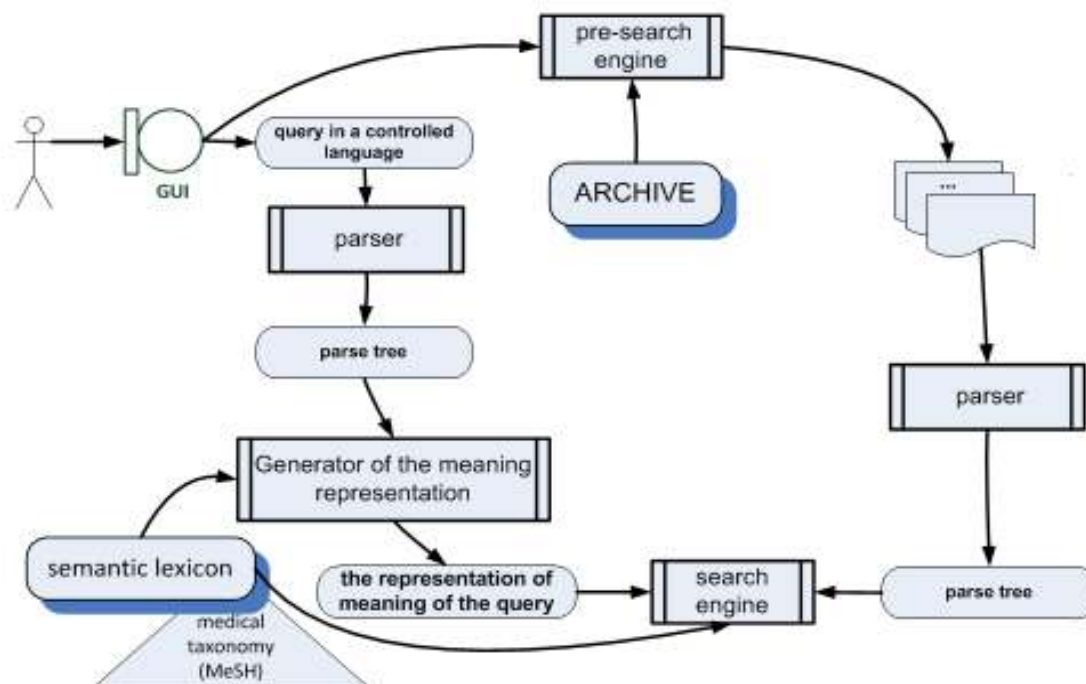 pre-search
engine
query in a controlled
language
GUI
ARCHIVE
...
parser
parse tree
parser
Generator of the meaning
representation
semantic lexicon
the representation of
meaning of the query
search
engine
parse tree
medical
taxonomy
(MeSH)